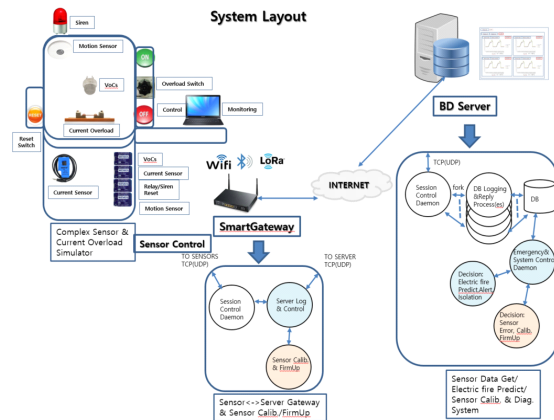 System Layout
Siren
Motion Sensor
ON
VoCs
Overload Switch
OFF
Control
Monitoring
Current Overload
Reset
Switch
Current Sensor
VoCs
Current Sensor
Relay/Siren
Reset
Motion Sensor
Complex Sensor &
Current Overload
Simulator
Sensor Control
WiFi
LoRa
SmartGateway
INTERNET
TO SENSORS
TCP(UDP)
TO SERVER
TCP(UDP)
Session
Control
Daemon
Server Log
& Control
Sensor Calib.
& FirmUp
Sensor<->Server Gateway
& Sensor Calib./FirmUp
BD Server
TCP(UDP)
Session
Control
Daemon
fork
DB Logging
&Reply
Process(es)
DB
Emergency&
System Control
Daemon
Decision:
Electric fire
Predict.Alert.
Isolation
Decision:
Sensor
Error, Calib.
FirmUp
Sensor Data Get/
Electric fire Predict/
Sensor Calib. & Diag.
System